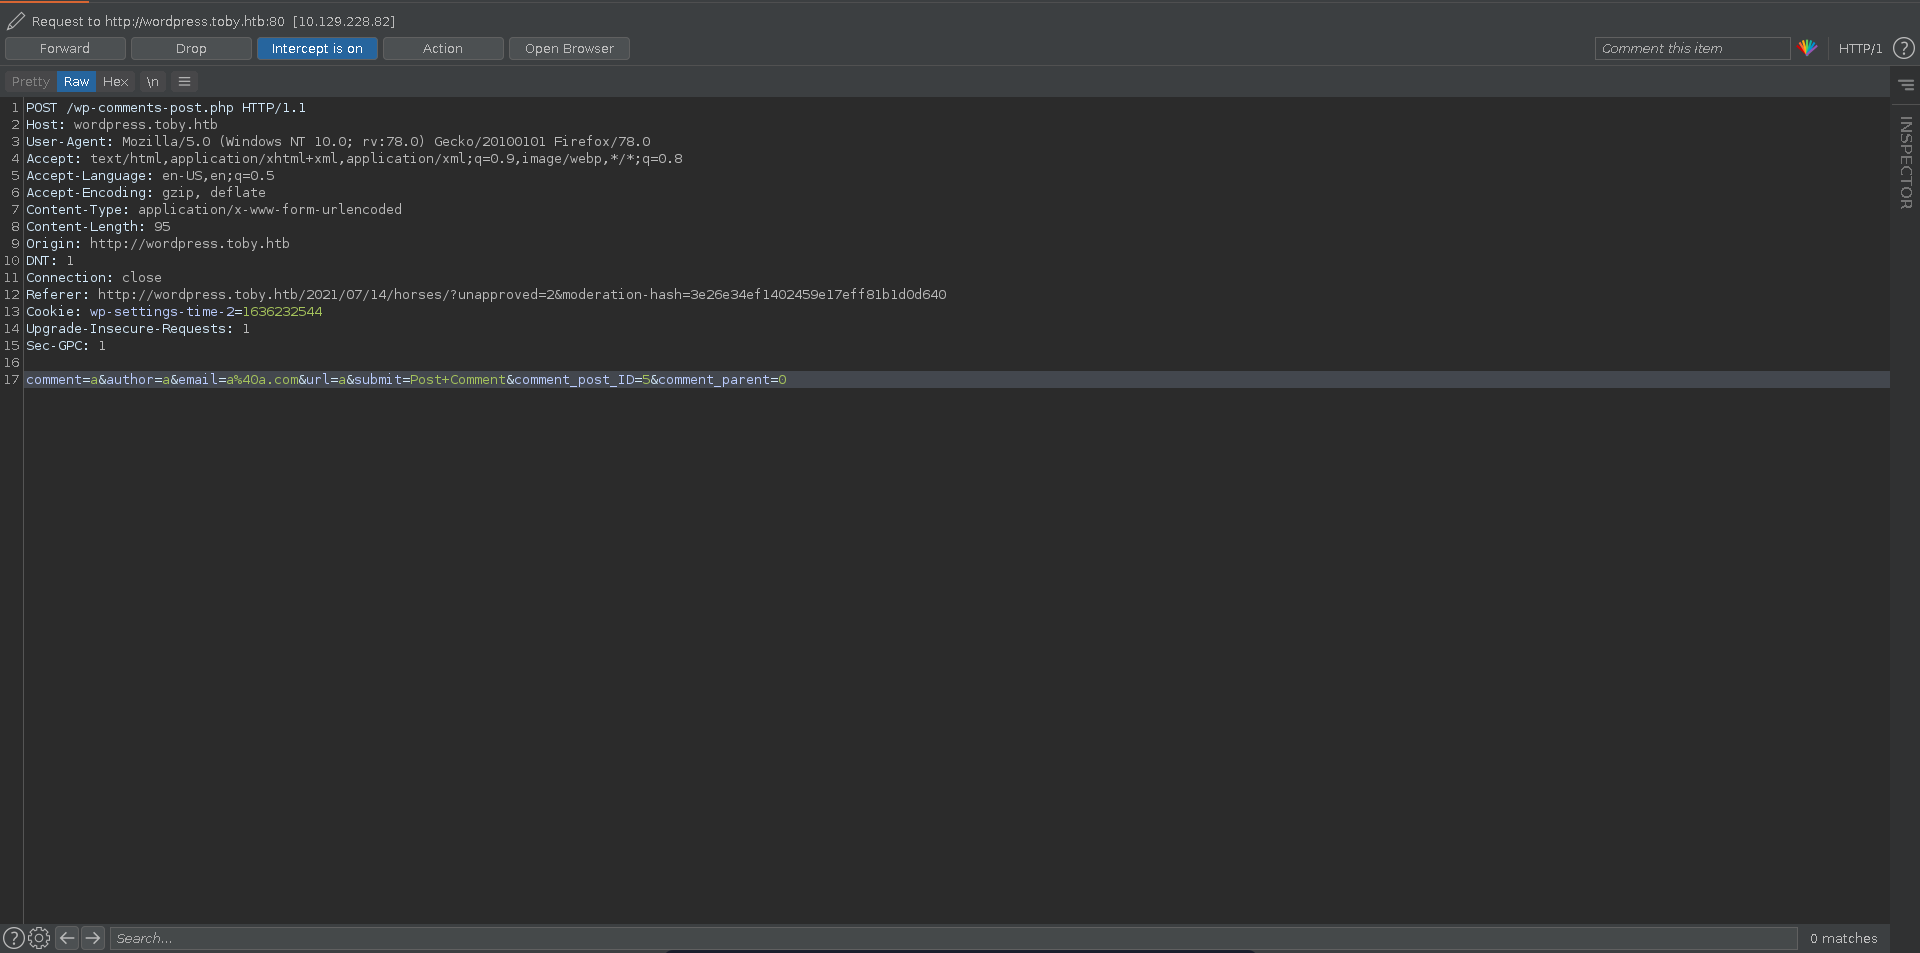 Request to http://wordpress.toby.htb:80 [10.129.228.82]
Forward Drop Intercept is on Action Open Browser Comment this item HTTP/1 ?
Pretty Raw Hex \n
INSPECTOR
1 POST /wp-comments-post.php HTTP/1.1
2 Host: wordpress.toby.htb
3 User-Agent: Mozilla/5.0 (Windows NT 10.0; rv:78.0) Gecko/20100101 Firefox/78.0
4 Accept: text/html,application/xhtml+xml,application/xml;q=0.9,image/webp,*/*;q=0.8
5 Accept-Language: en-US,en;q=0.5
6 Accept-Encoding: gzip, deflate
7 Content-Type: application/x-www-form-urlencoded
8 Content-Length: 95
9 Origin: http://wordpress.toby.htb
10 DNT: 1
11 Connection: close
12 Referer: http://wordpress.toby.htb/2021/07/14/horses/?unapproved=2&moderation-hash=3e26e34ef1402459e17eff81b1d0d640
13 Cookie: wp-settings-time-2=1636232544
14 Upgrade-Insecure-Requests: 1
15 Sec-GPC: 1
16
17 comment=a&author=a&email=a%40a.com&url=a&submit=Post+Comment&comment_post_ID=5&comment_parent=0
? Search... 0 matches